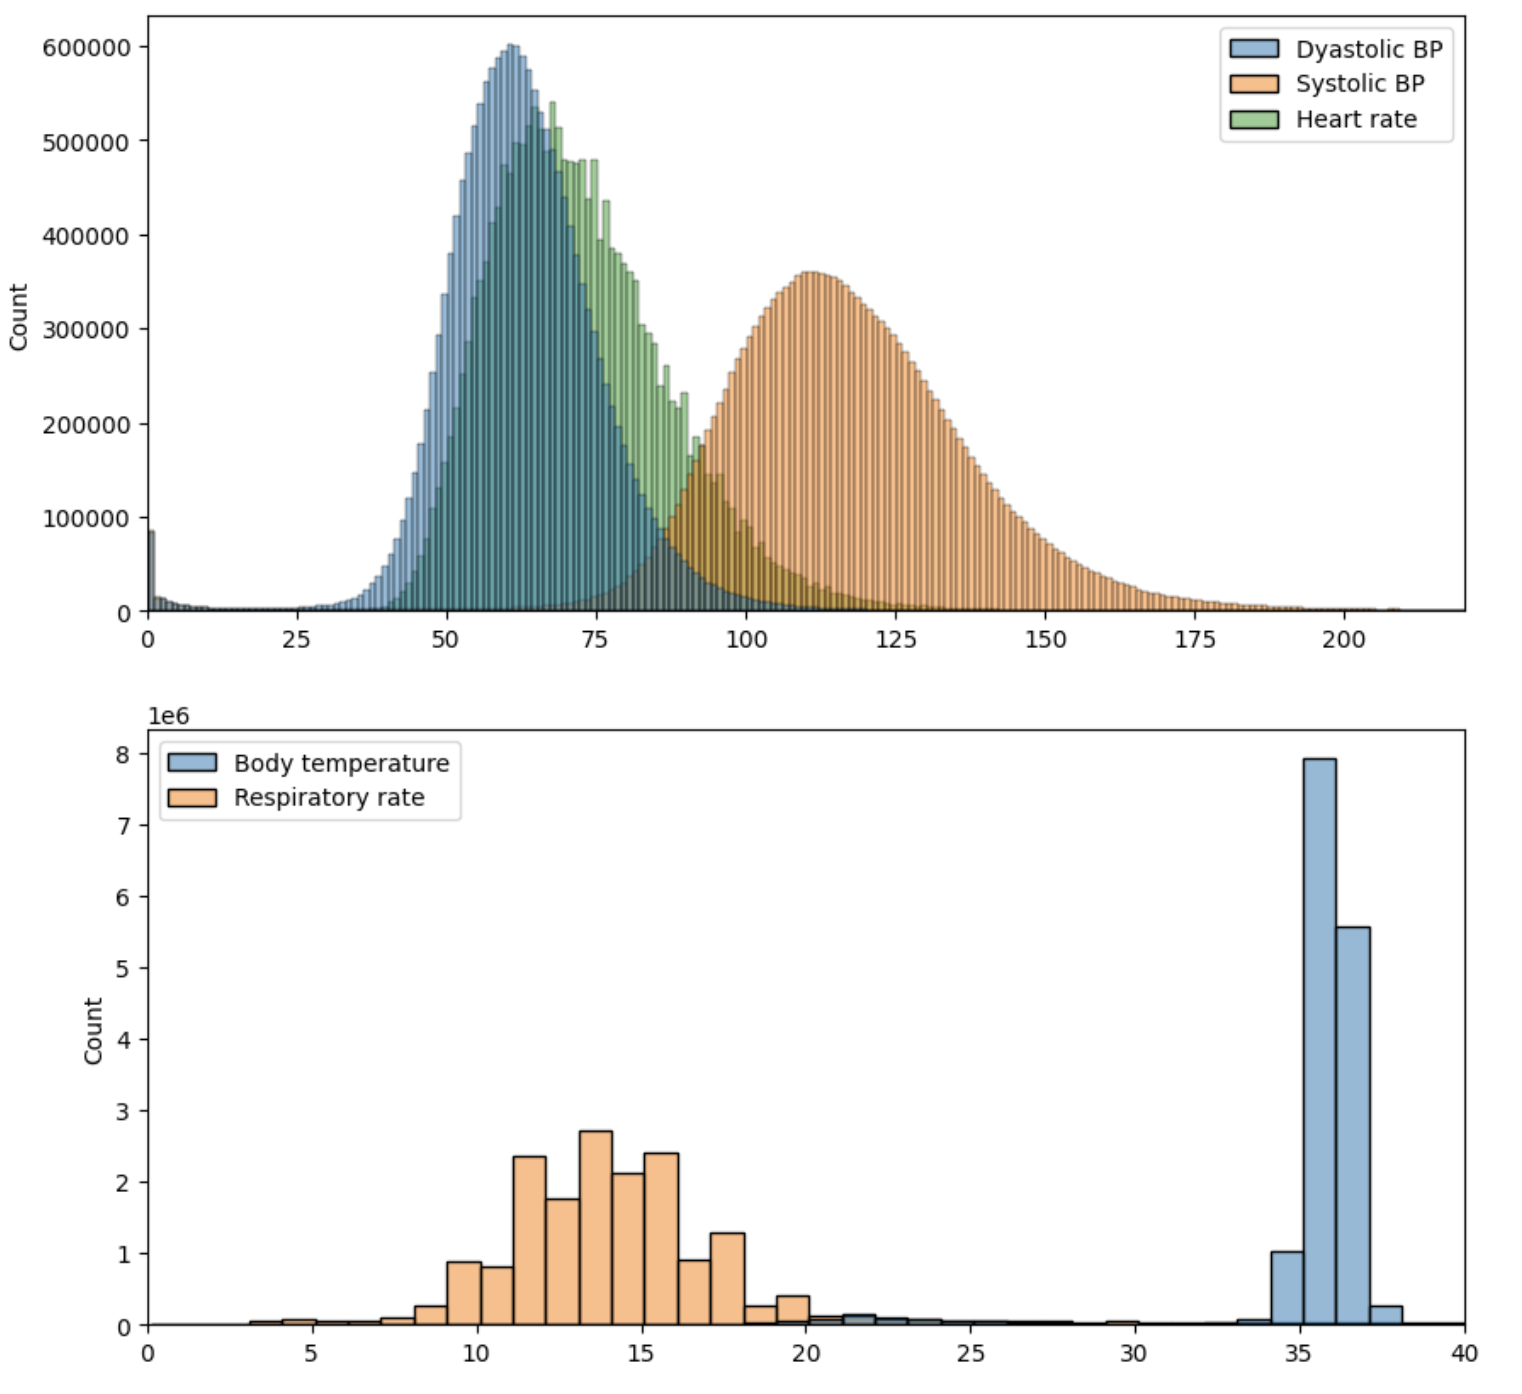 600000
500000
400000
300000
200000
100000
0
Count
Dyastolic BP
Systolic BP
Heart rate
0 25 50 75 100 125 150 175 200
1e6
8
7
6
5
4
3
2
1
0
Count
Body temperature
Respiratory rate
0 5 10 15 20 25 30 35 40